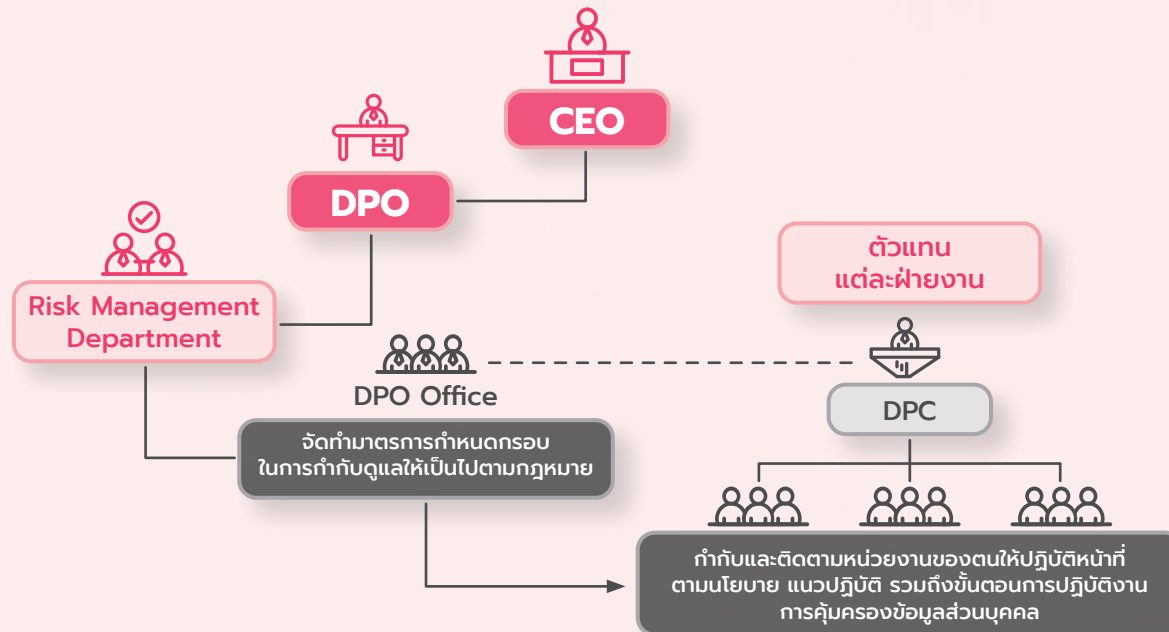 CEO
DPO
Risk Management
Department
DPO Office
จัดทำมาตรการกำหนดกรอบ
ในการกำกับดูแลให้เป็นไปตามกฎหมาย
ตัวแทน
แต่ละฝ่ายงาน
DPC
กำกับและติดตามหน่วยงานของตนให้ปฏิบัติหน้าที่
ตามนโยบาย แนวปฏิบัติ รวมถึงขั้นตอนการปฏิบัติงาน
การคุ้มครองข้อมูลส่วนบุคคล